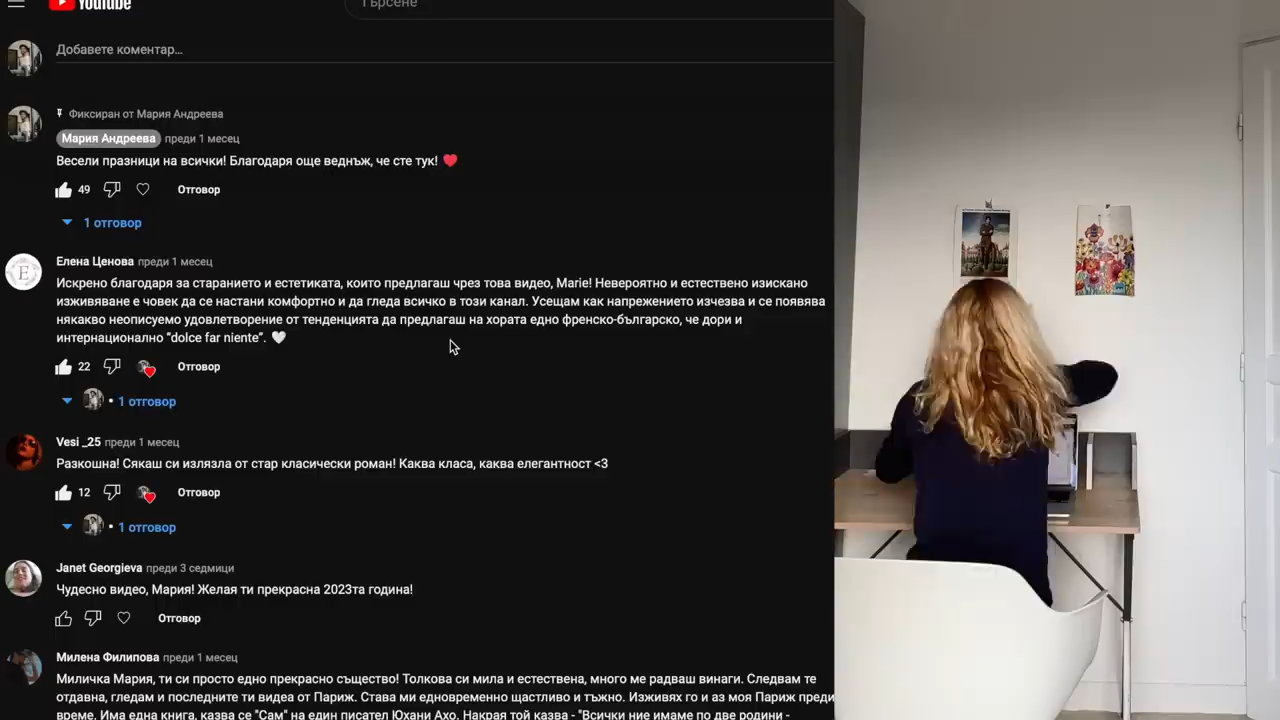 YouTube
Търсене
Добавете коментар...
Фиксиран от Мария Андреева
Мария Андреева преди 1 месец
Весели празници на всички! Благодаря още веднъж, че сте тук! ❤️
49 Отговор
1 отговор
E
Елена Ценова преди 1 месец
Искрено благодаря за старанието и естетиката, които предлагаш чрез това видео, Marie! Невероятно и естествено изискано
изживяване е човек да се настани комфортно и да гледа всичко в този канал. Усещам как напрежението изчезва и се появява
някакво неописуемо удовлетворение от тенденцията да предлагаш на хората едно френско-българско, че дори и
интернационално “dolce far niente”. 🤍
22 Отговор
• 1 отговор
Vesi _25 преди 1 месец
Разкошна! Сякаш си излязла от стар класически роман! Каква класа, каква елегантност <3
12 Отговор
• 1 отговор
Janet Georgieva преди 3 седмици
Чудесно видео, Мария! Желая ти прекрасна 2023та година!
Отговор
Милена Филипова преди 1 месец
Миличка Мария, ти си просто едно прекрасно същество! Толкова си мила и естествена, много ме радваш винаги. Следвам те
отдавна, гледам и последните ти видеа от Париж. Става ми едновременно щастливо и тъжно. Изживях го и аз моя Париж преди
време. Има една книга, казва се "Сам" на един писател Юхани Ахо. Накрая той казва - "Всички ние имаме по две родини -